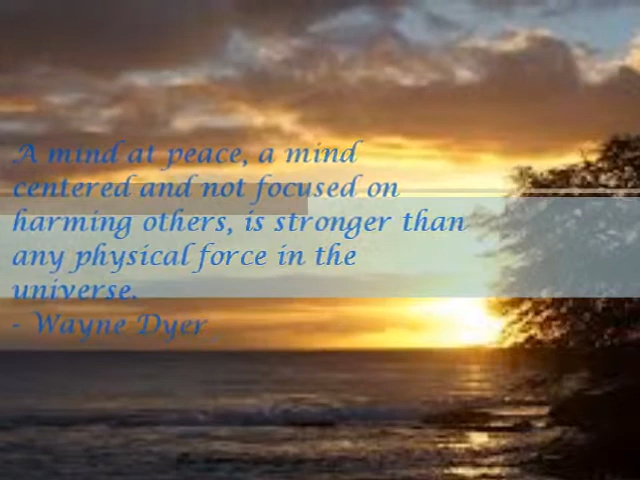 A mind at peace, a mind
centered and not focused on
harming others, is stronger than
any physical force in the
universe.
- Wayne Dyer